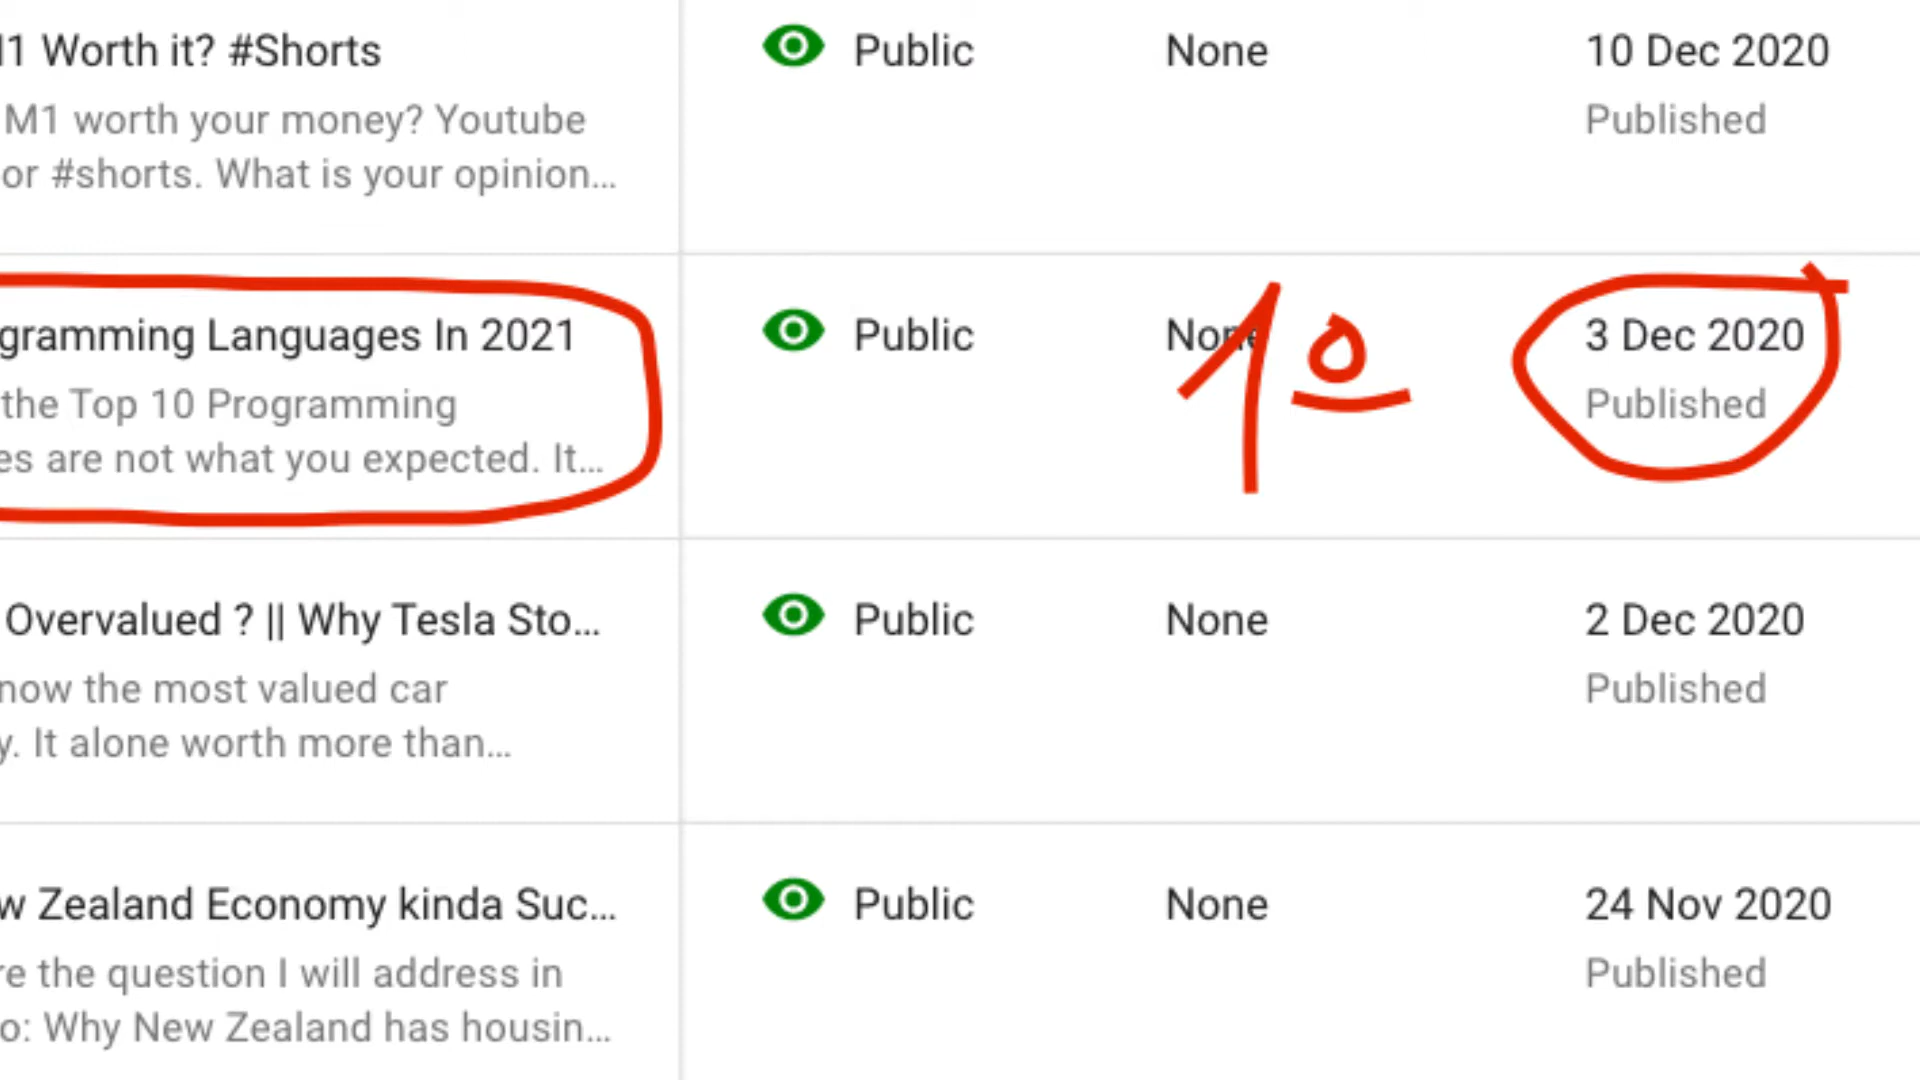 1 Worth it? #Shorts
M1 worth your money? Youtube
or #shorts. What is your opinion...
Public
None
10 Dec 2020
Published
gramming Languages In 2021
the Top 10 Programming
es are not what you expected. It...
Public
None
1º
3 Dec 2020
Published
Overvalued ? || Why Tesla Sto...
now the most valued car
y. It alone worth more than...
Public
None
2 Dec 2020
Published
w Zealand Economy kinda Suc...
re the question I will address in
o: Why New Zealand has housin...
Public
None
24 Nov 2020
Published